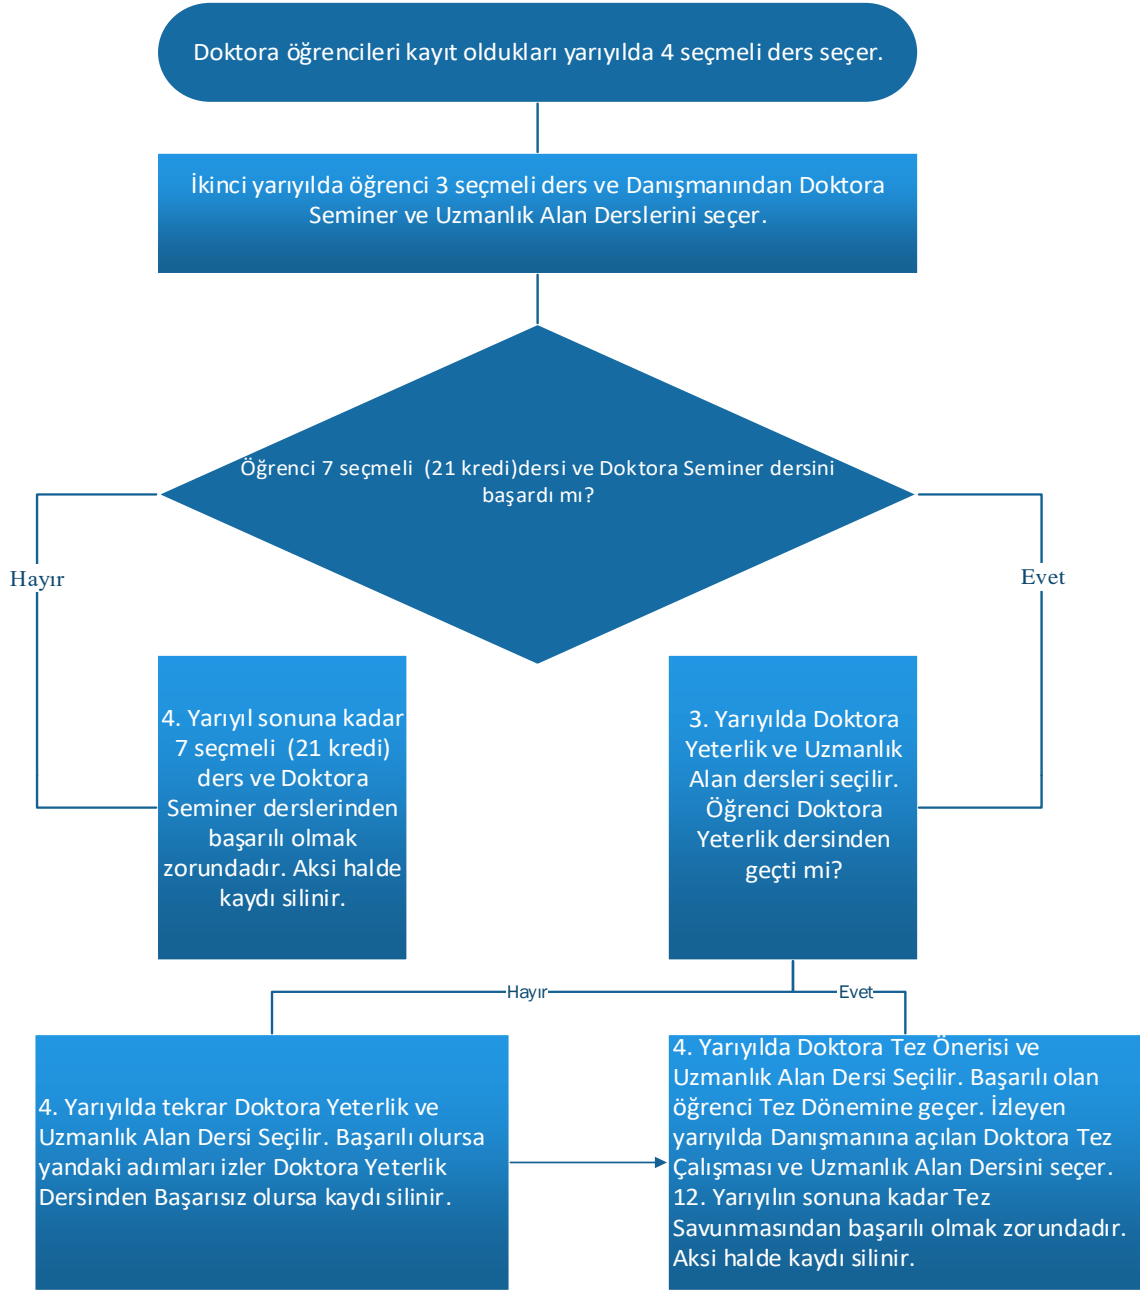 Doktora öğrencileri kayıt oldukları yarıyılda 4 seçmeli ders seçer.
İkinci yarıyılda öğrenci 3 seçmeli ders ve Danışmanından Doktora
Seminer ve Uzmanlık Alan Derslerini seçer.
Öğrenci 7 seçmeli (21 kredi)dersi ve Doktora Seminer dersini
başardı mı?
Hayır
Evet
4. Yarıyıl sonuna kadar
7 seçmeli (21 kredi)
ders ve Doktora
Seminer derslerinden
başarılı olmak
zorundadır. Aksi halde
kaydı silinir.
3. Yarıyılda Doktora
Yeterlik ve Uzmanlık
Alan dersleri seçilir.
Öğrenci Doktora
Yeterlik dersinden
geçti mi?
Hayır
Evet
4. Yarıyılda tekrar Doktora Yeterlik ve
Uzmanlık Alan Dersi Seçilir. Başarılı olursa
yandaki adımları izler Doktora Yeterlik
Dersinden Başarısız olursa kaydı silinir.
4. Yarıyılda Doktora Tez Önerisi ve
Uzmanlık Alan Dersi Seçilir. Başarılı olan
öğrenci Tez Dönemine geçer. İzleyen
yarıyılda Danışmanına açılan Doktora Tez
Çalışması ve Uzmanlık Alan Dersini seçer.
12. Yarıyılın sonuna kadar Tez
Savunmasından başarılı olmak zorundadır.
Aksi halde kaydı silinir.